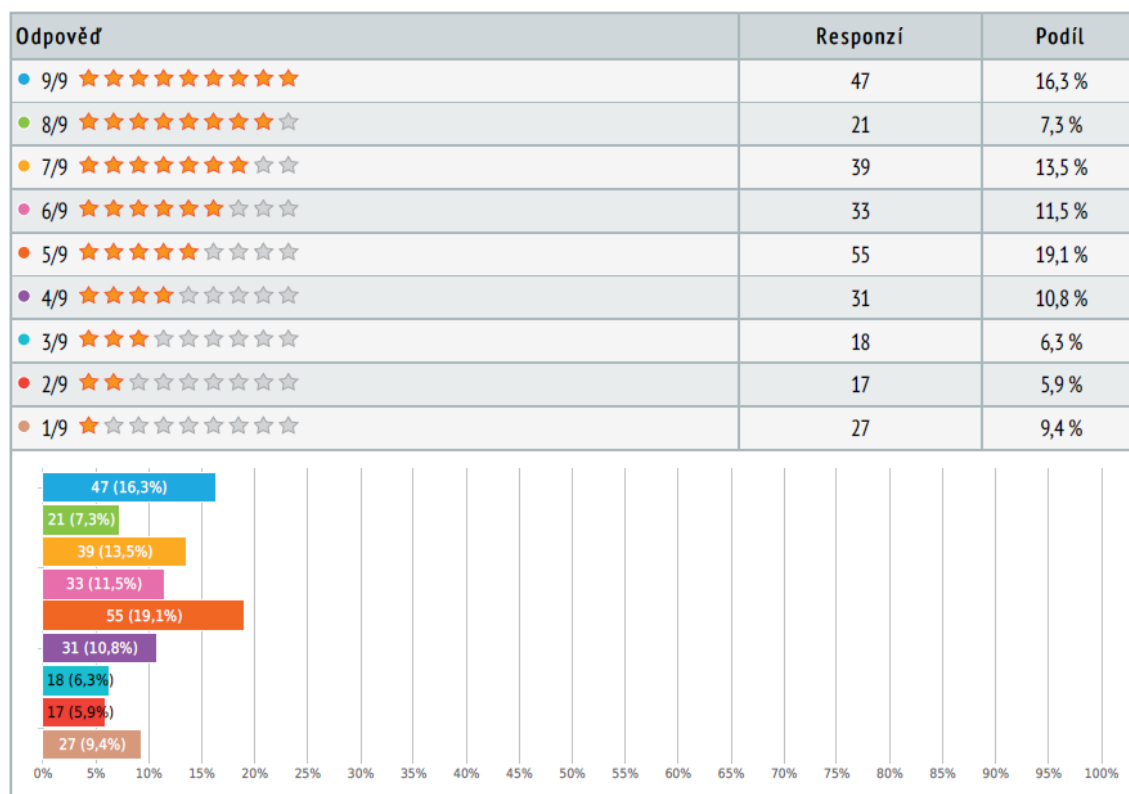 Odpověď Responzí Podíl
9/9 47 16,3 %
8/9 21 7,3 %
7/9 39 13,5 %
6/9 33 11,5 %
5/9 55 19,1 %
4/9 31 10,8 %
3/9 18 6,3 %
2/9 17 5,9 %
1/9 27 9,4 %
47 (16,3%)
21 (7,3%)
39 (13,5%)
33 (11,5%)
55 (19,1%)
31 (10,8%)
18 (6,3%)
17 (5,9%)
27 (9,4%)
0% 5% 10% 15% 20% 25% 30% 35% 40% 45% 50% 55% 60% 65% 70% 75% 80% 85% 90% 95% 100%